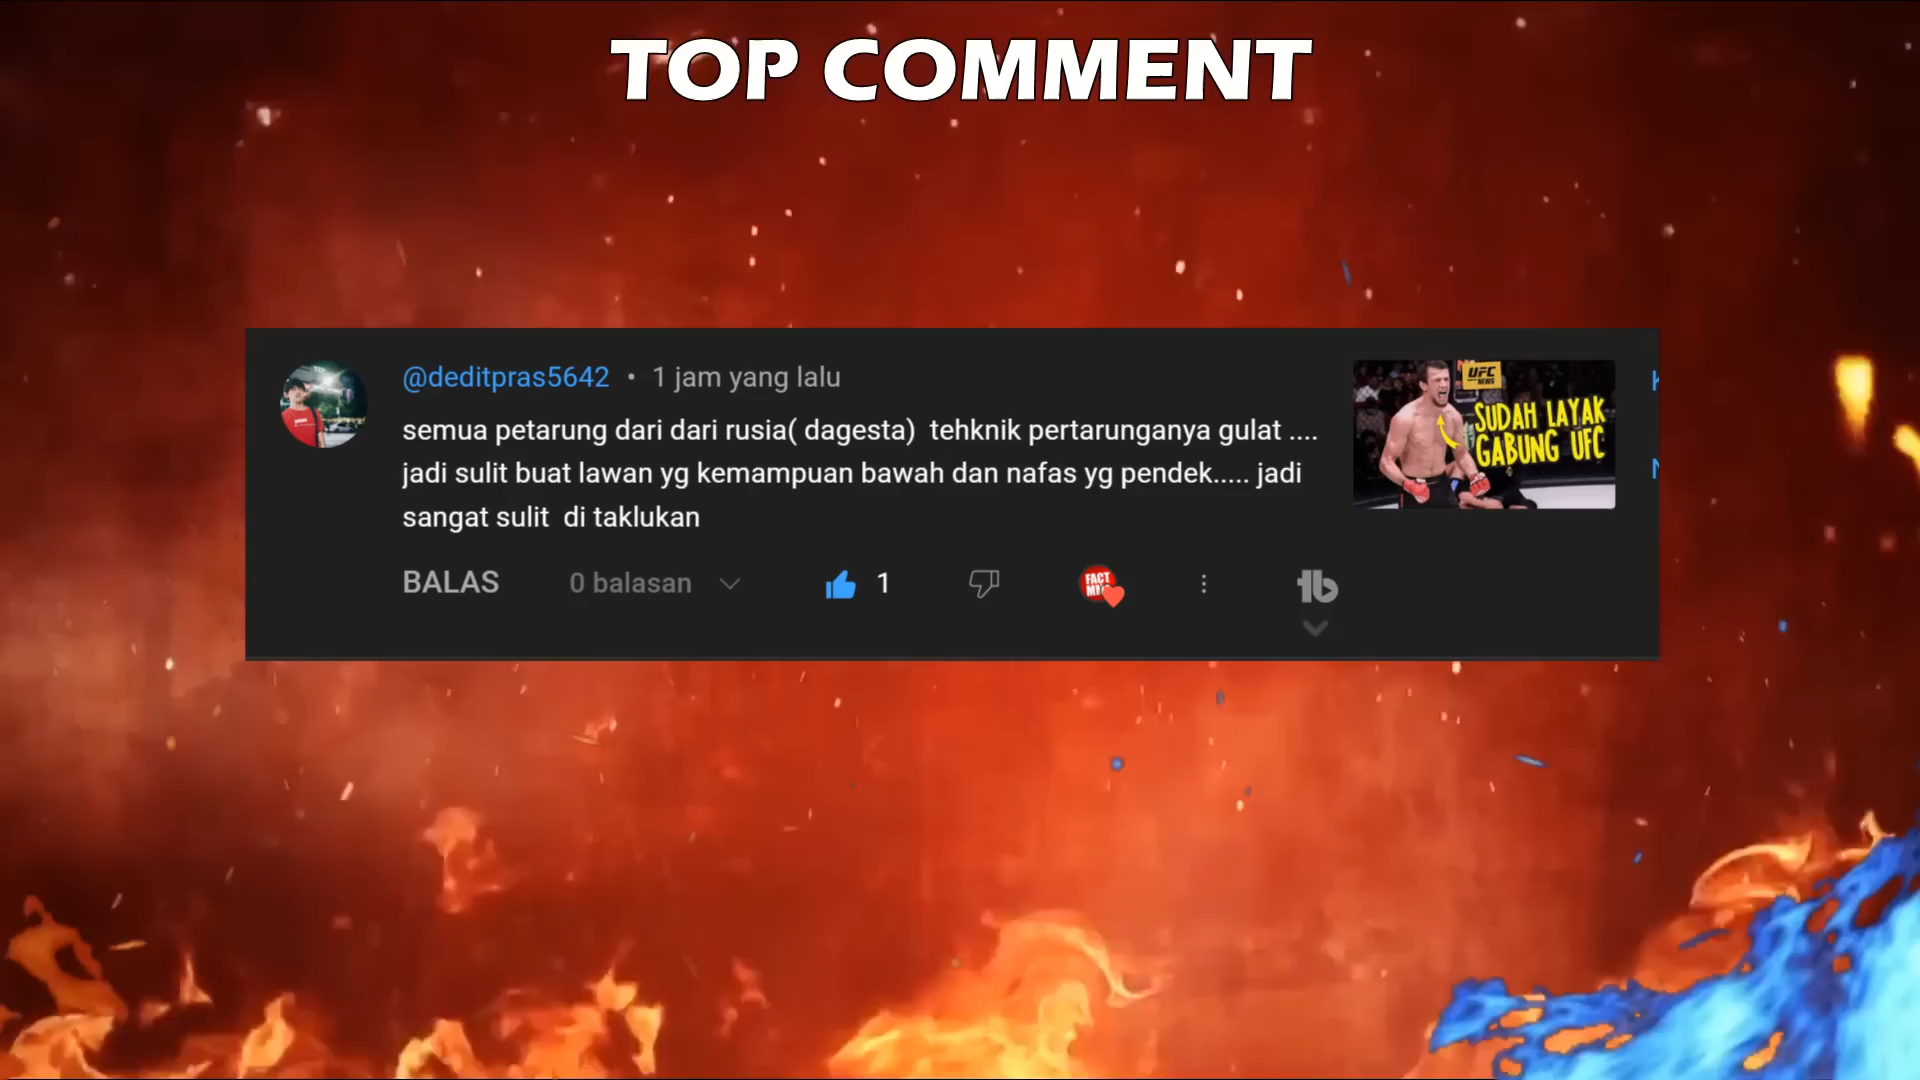 TOP COMMENT
@deditpras5642 • 1 jam yang lalu
semua petarung dari dari rusia( dagesta)  tehknik pertarunganya gulat ....
jadi sulit buat lawan yg kemampuan bawah dan nafas yg pendek..... jadi
sangat sulit  di taklukan
UFC
NEWS
SUDAH LAYAK
GABUNG UFC
BALAS
0 balasan
1
FACT